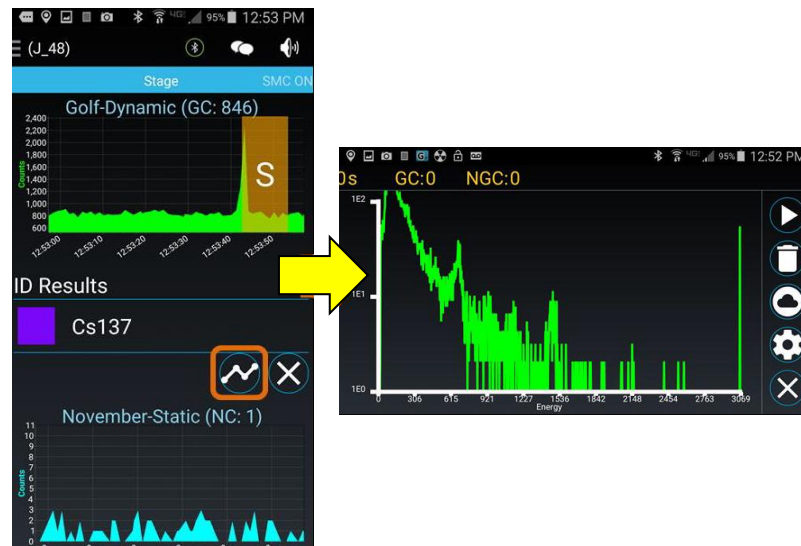 95% 12:53 PM
(J_48)
Stage SMC ON
Golf-Dynamic (GC: 846)
2,400
2,200
2,000
1,800
1,600
1,400
1,200
1,000
800
600
Counts
S
12:53:00 12:53:10 12:53:20 12:53:30 12:53:40 12:53:50
ID Results
Cs137
November-Static (NC: 1)
11
10
9
8
7
6
5
4
3
2
1
0
Counts
95% 12:52 PM
0s GC:0 NGC:0
1E2
1E1
1E0
0 306 615 921 1227 1536 1842 2148 2454 2763 3069
Energy